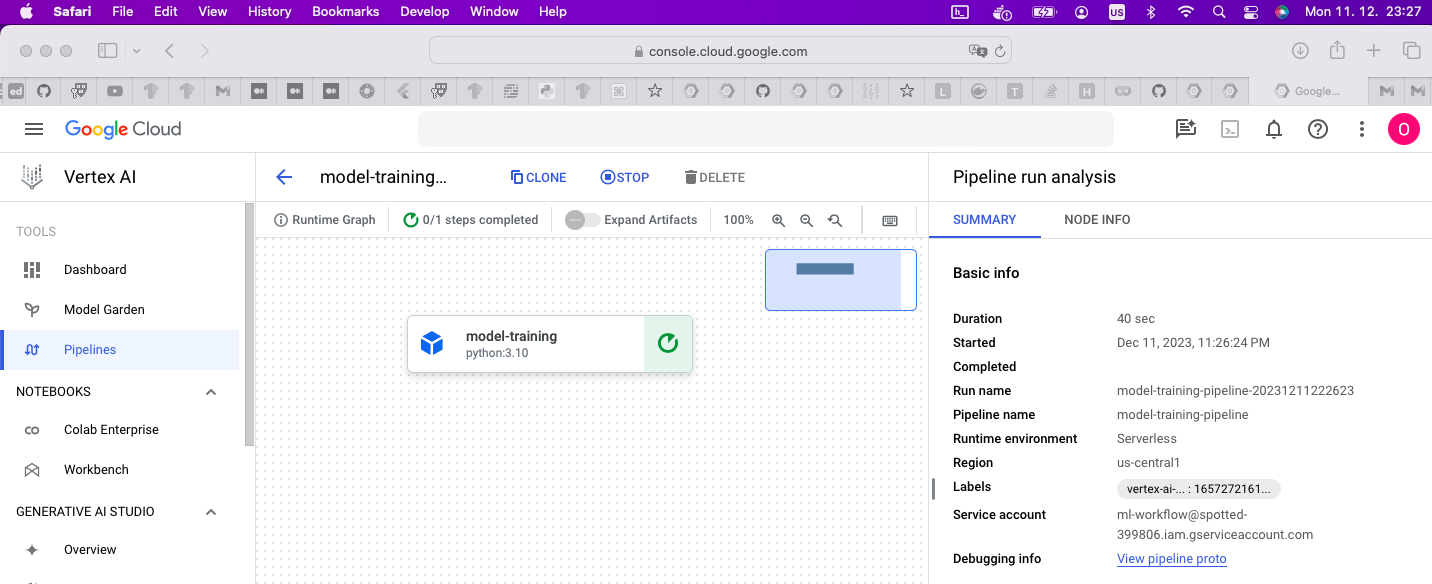 Safari File Edit View History Bookmarks Develop Window Help US Mon 11. 12. 23:27
console.cloud.google.com
ed L T H Google...
Google Cloud O
Vertex AI
model-training... CLONE STOP DELETE
Pipeline run analysis
Runtime Graph 0/1 steps completed Expand Artifacts 100%
SUMMARY NODE INFO
TOOLS
Dashboard
Model Garden
Pipelines
NOTEBOOKS
Colab Enterprise
Workbench
GENERATIVE AI STUDIO
Overview
model-training
python:3.10
Basic info
Duration 40 sec
Started Dec 11, 2023, 11:26:24 PM
Completed
Run name model-training-pipeline-20231211222623
Pipeline name model-training-pipeline
Runtime environment Serverless
Region us-central1
Labels vertex-ai-... : 1657272161...
Service account ml-workflow@spotted-
399806.iam.gserviceaccount.com
Debugging info View pipeline proto